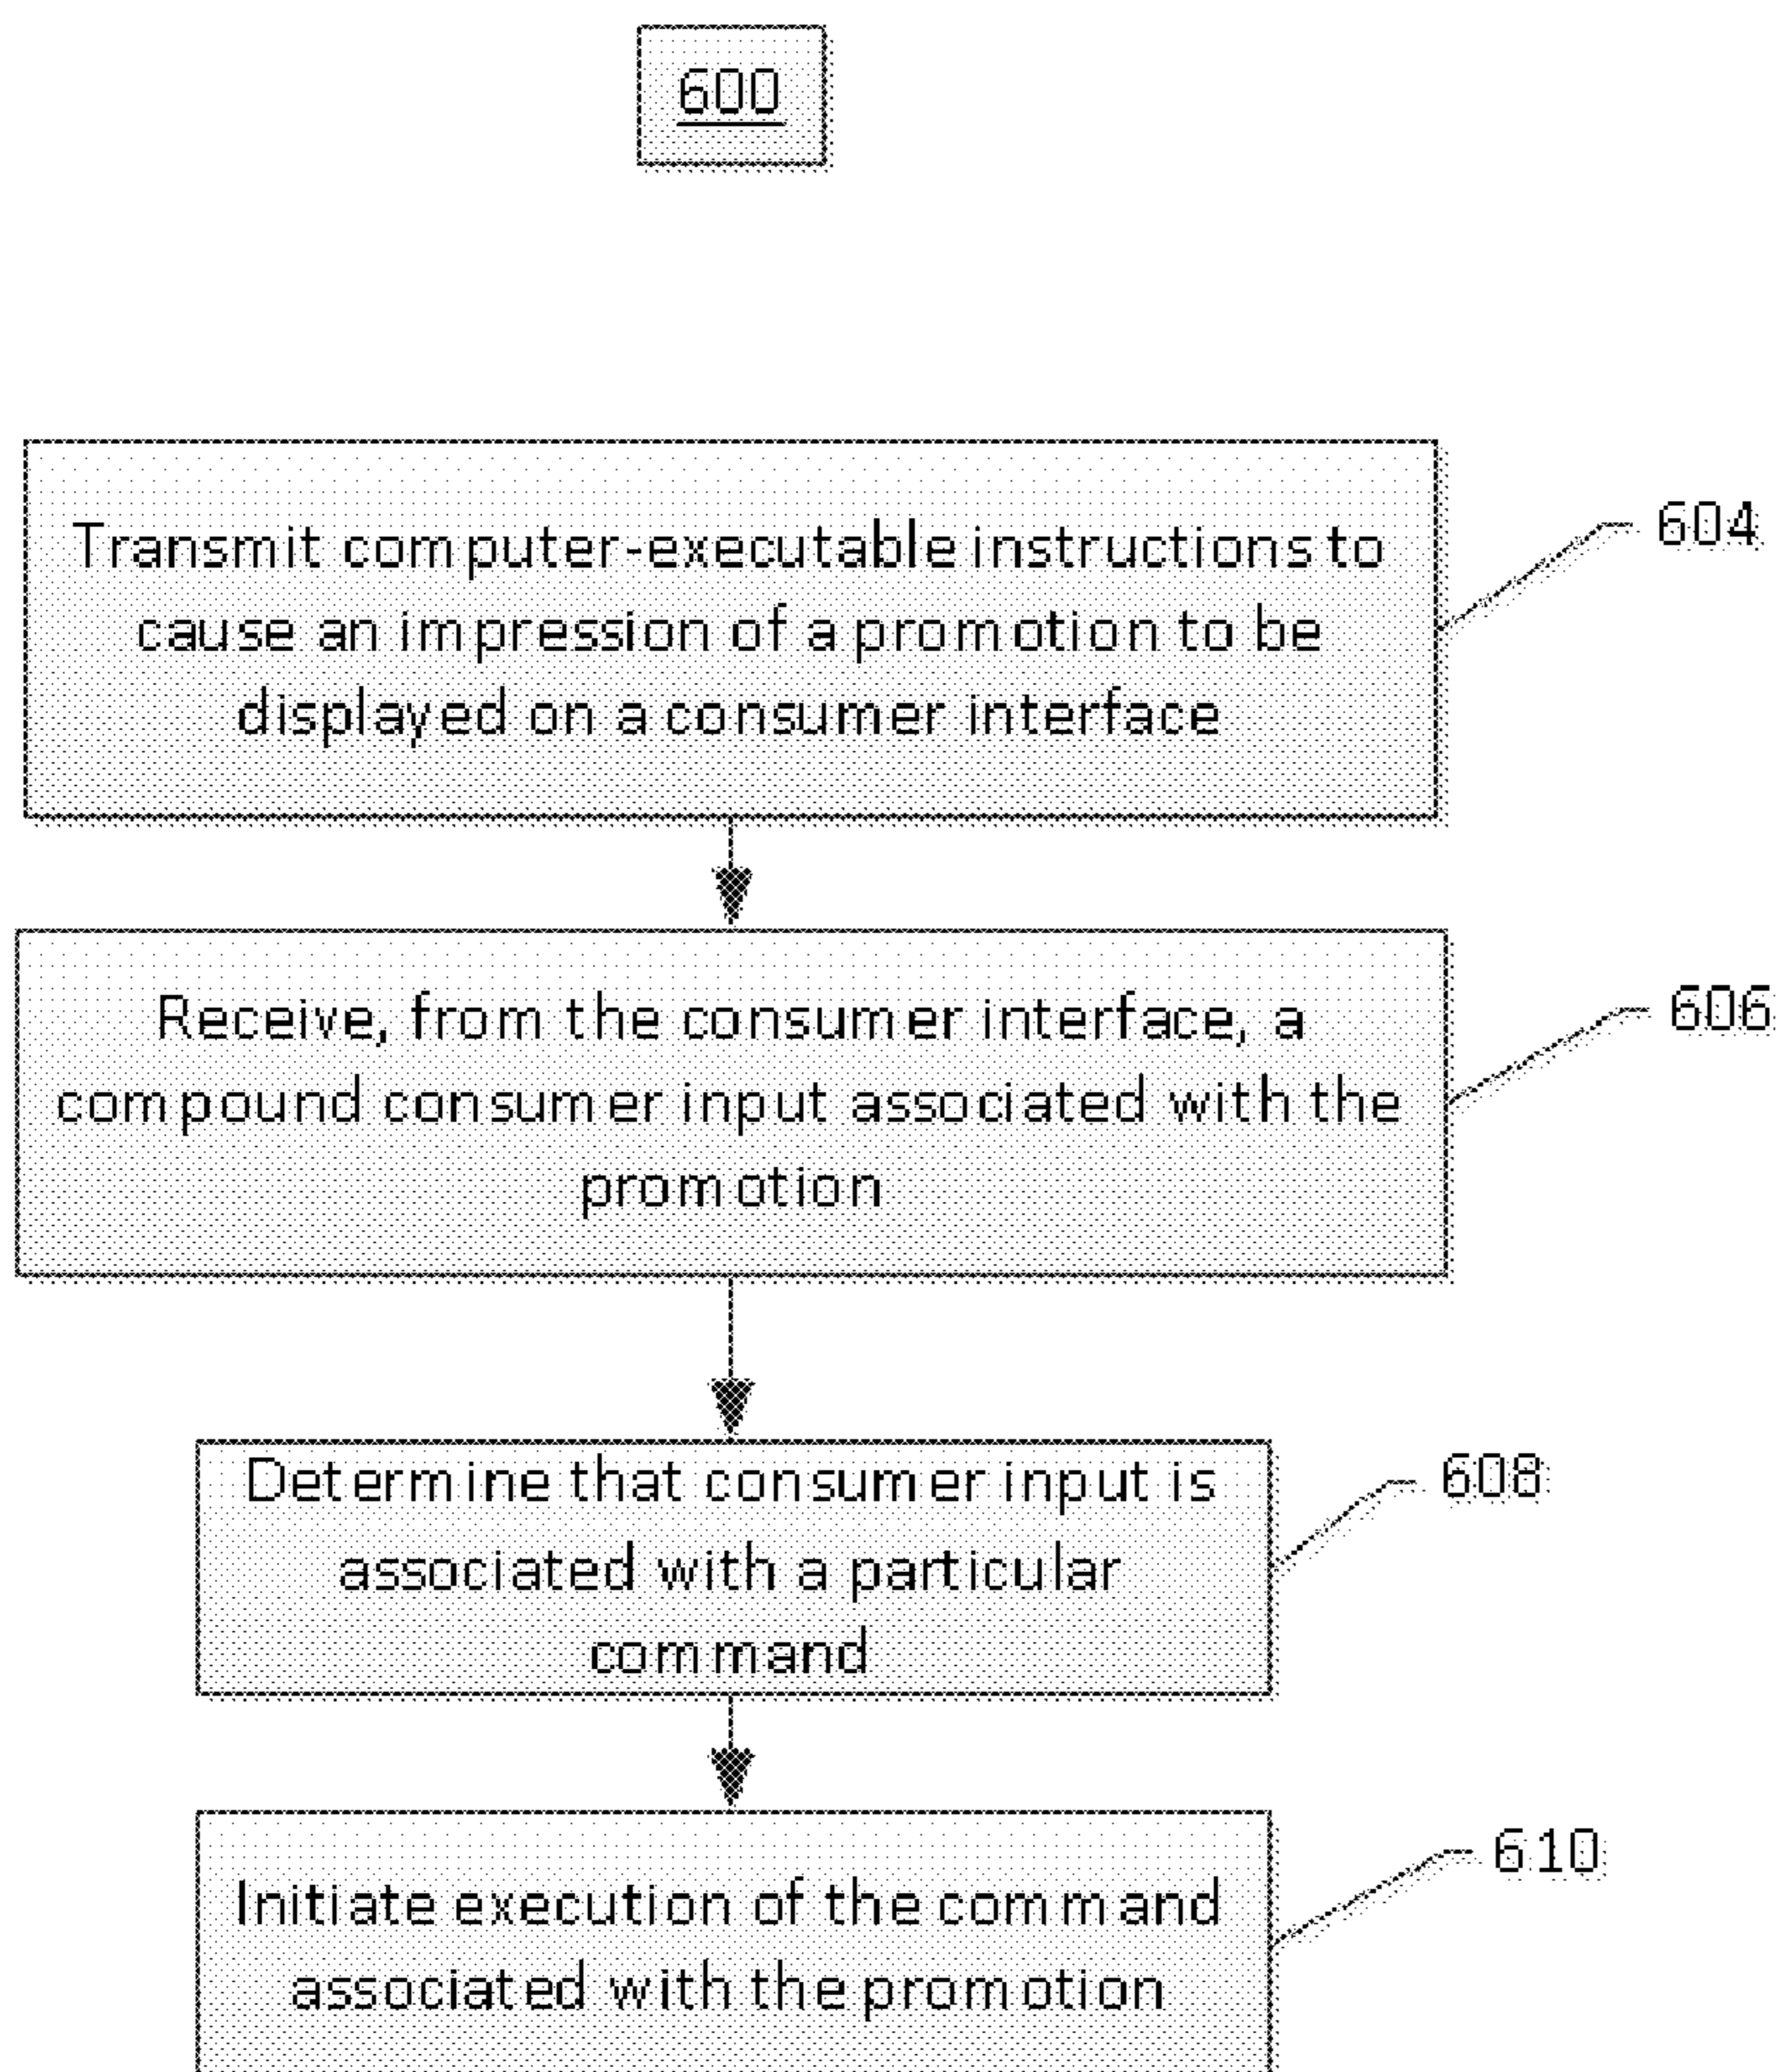 600
Transmit computer-executable instructions to
cause an impression of a promotion to be
displayed on a consumer interface
604
Receive, from the consumer interface, a
compound consumer input associated with the
promotion
606
Determine that consumer input is
associated with a particular
command
608
Initiate execution of the command
associated with the promotion
610